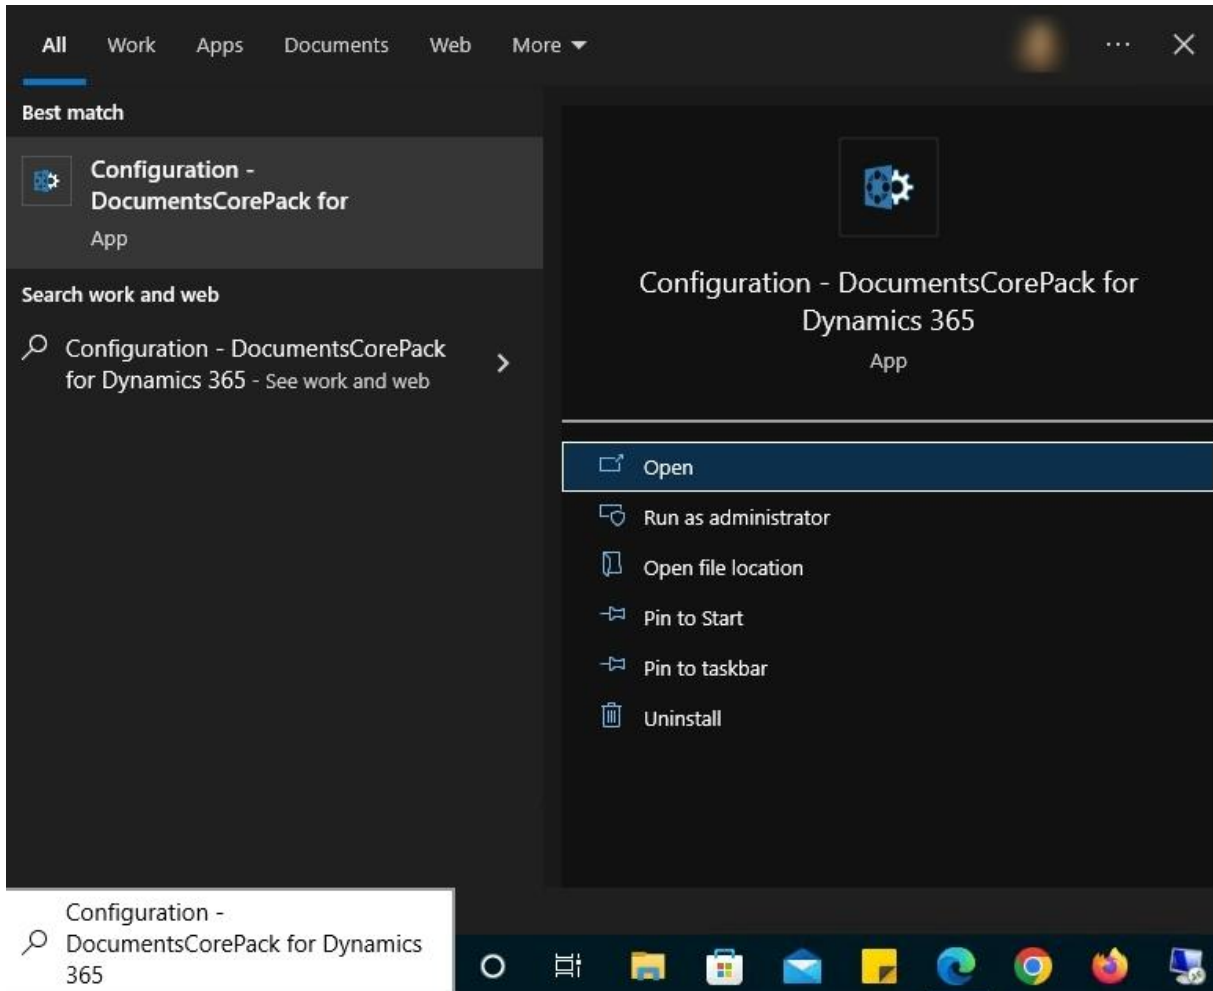 All Work Apps Documents Web More
Best match
Configuration -
DocumentsCorePack for
App
Search work and web
Configuration - DocumentsCorePack
for Dynamics 365 - See work and web
Configuration - DocumentsCorePack for
Dynamics 365
App
Open
Run as administrator
Open file location
Pin to Start
Pin to taskbar
Uninstall
Configuration -
DocumentsCorePack for Dynamics
365